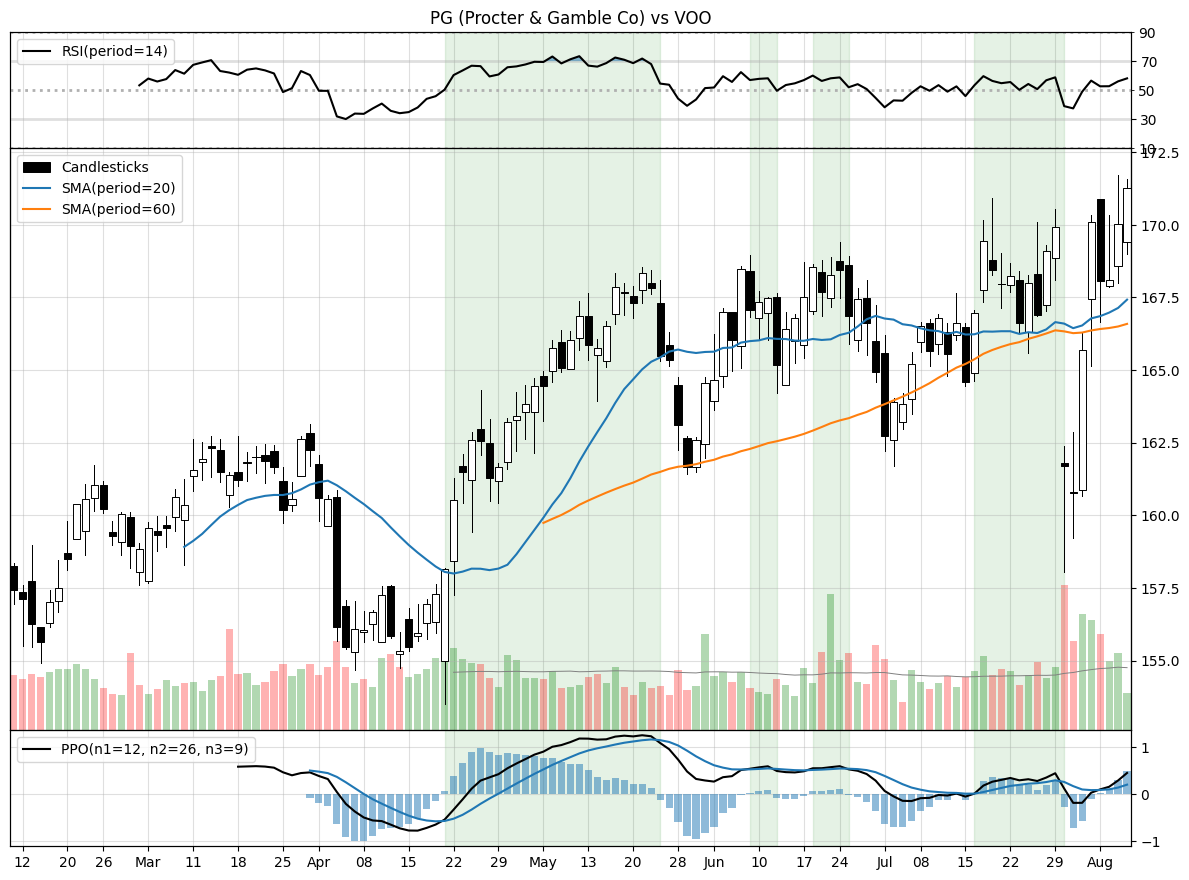 PG (Procter & Gamble Co) vs VOO
RSI(period=14)
90
70
50
30
10
Candlesticks
SMA(period=20)
SMA(period=60)
172.5
170.0
167.5
165.0
162.5
160.0
157.5
155.0
PPO(n1=12, n2=26, n3=9)
1
0
−1
12 20 26 Mar 11 18 25 Apr 08 15 22 29 May 13 20 28 Jun 10 17 24 Jul 08 15 22 29 Aug